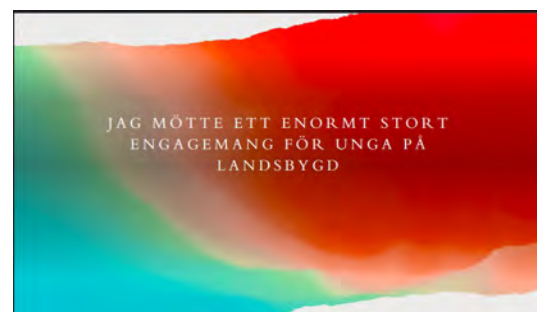 JAG MÖTTE ETT ENORMT STORT
ENGAGEMANG FÖR UNGA PÅ
LANDSBYGD